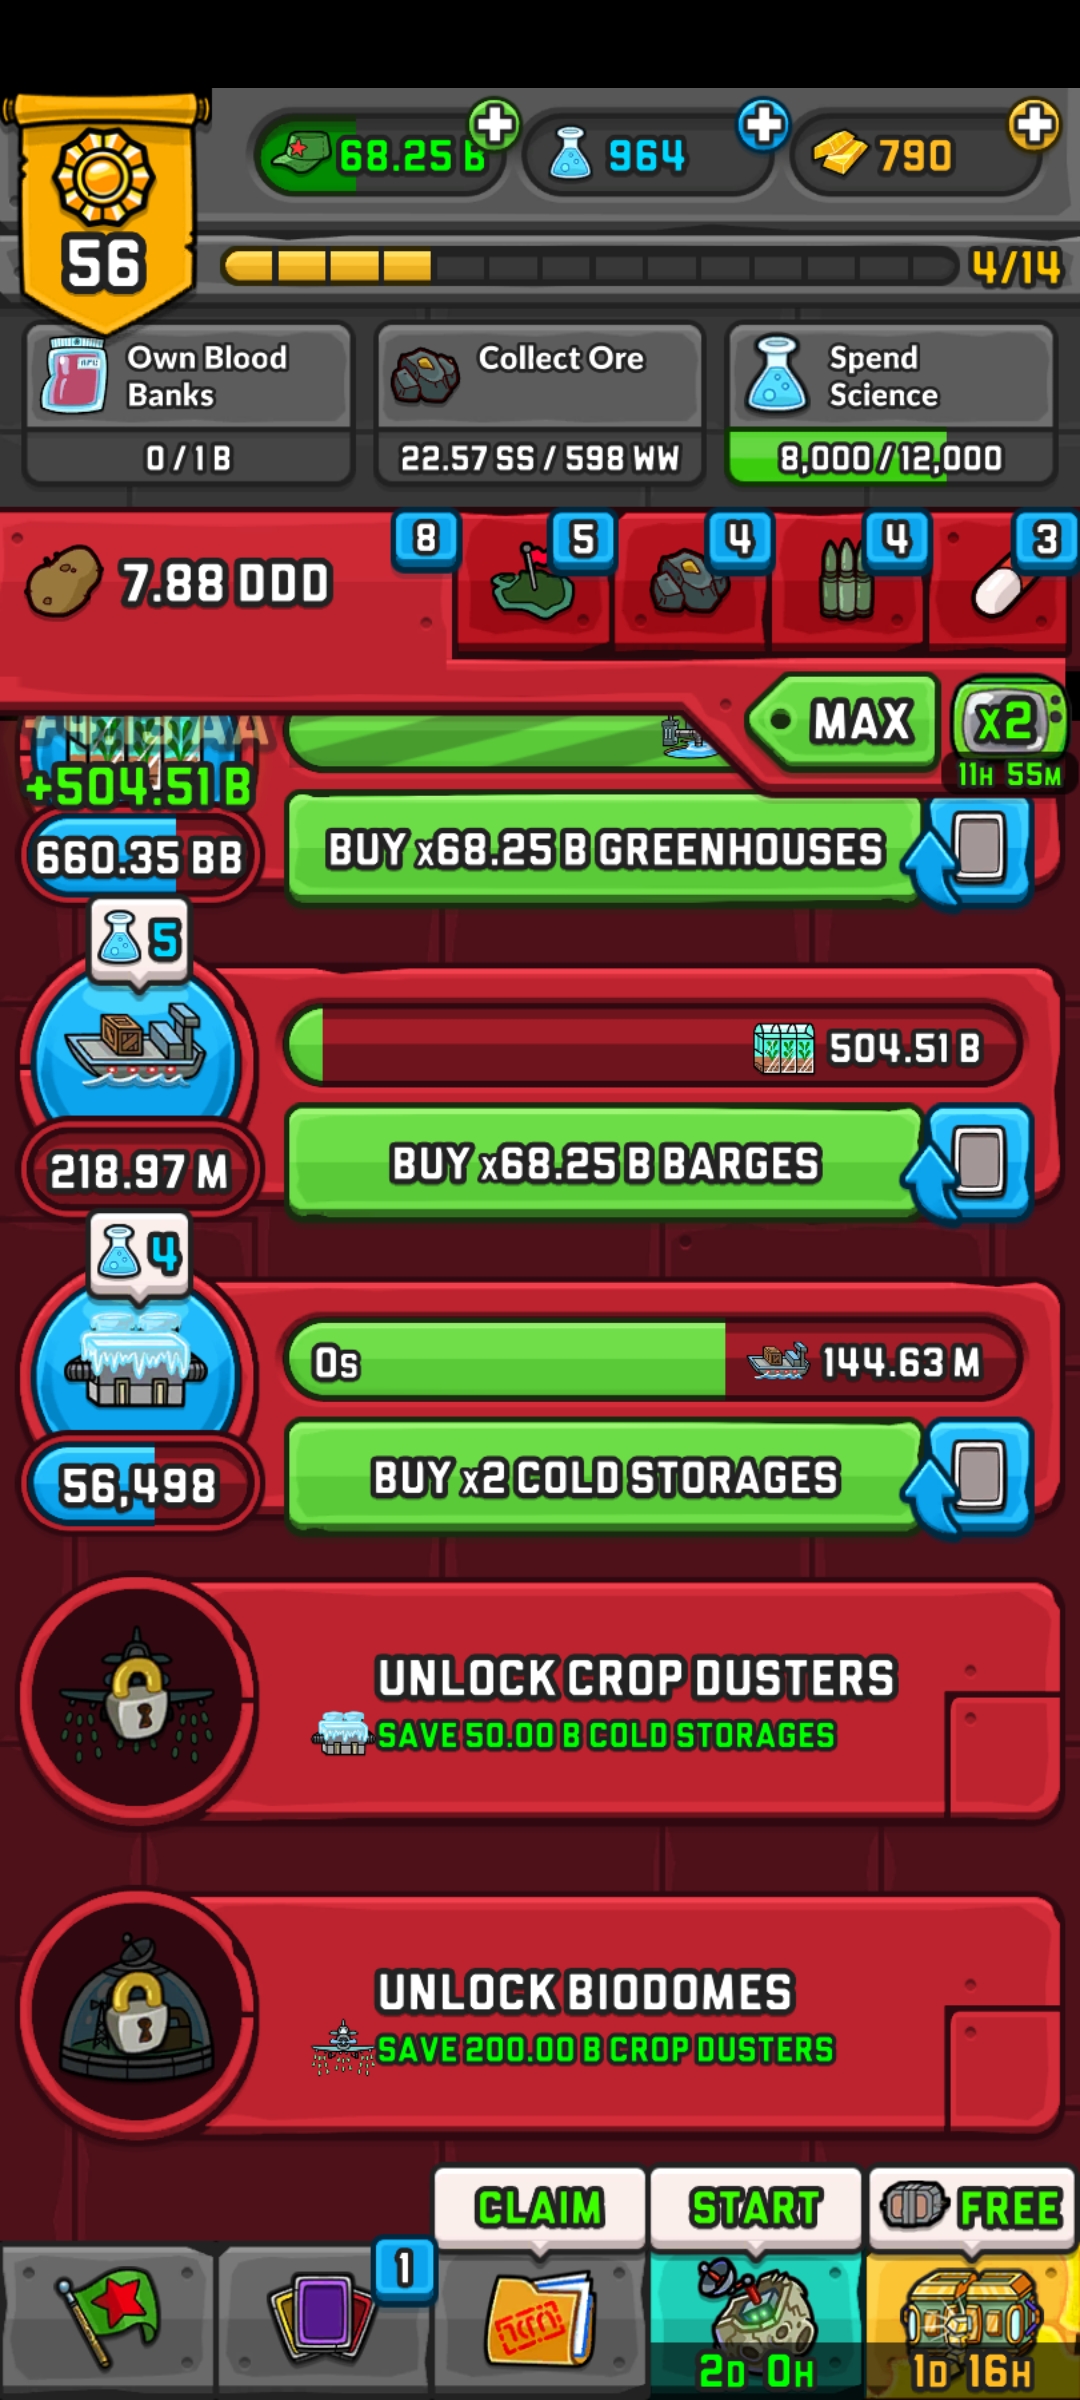 68.25 B
964
790
56
4/14
Own Blood
Banks
0 / 1 B
Collect Ore
22.57 SS / 598 WW
Spend
Science
8,000 / 12,000
7.88 DDD
8
5
4
4
3
MAX
x2
11H 55M
+504.51 B
660.35 BB
BUY x68.25 B GREENHOUSES
5
504.51 B
218.97 M
BUY x68.25 B BARGES
4
0s
144.63 M
56,498
BUY x2 COLD STORAGES
UNLOCK CROP DUSTERS
SAVE 50.00 B COLD STORAGES
UNLOCK BIODOMES
SAVE 200.00 B CROP DUSTERS
CLAIM
START
FREE
1
2D 0H
1D 16H